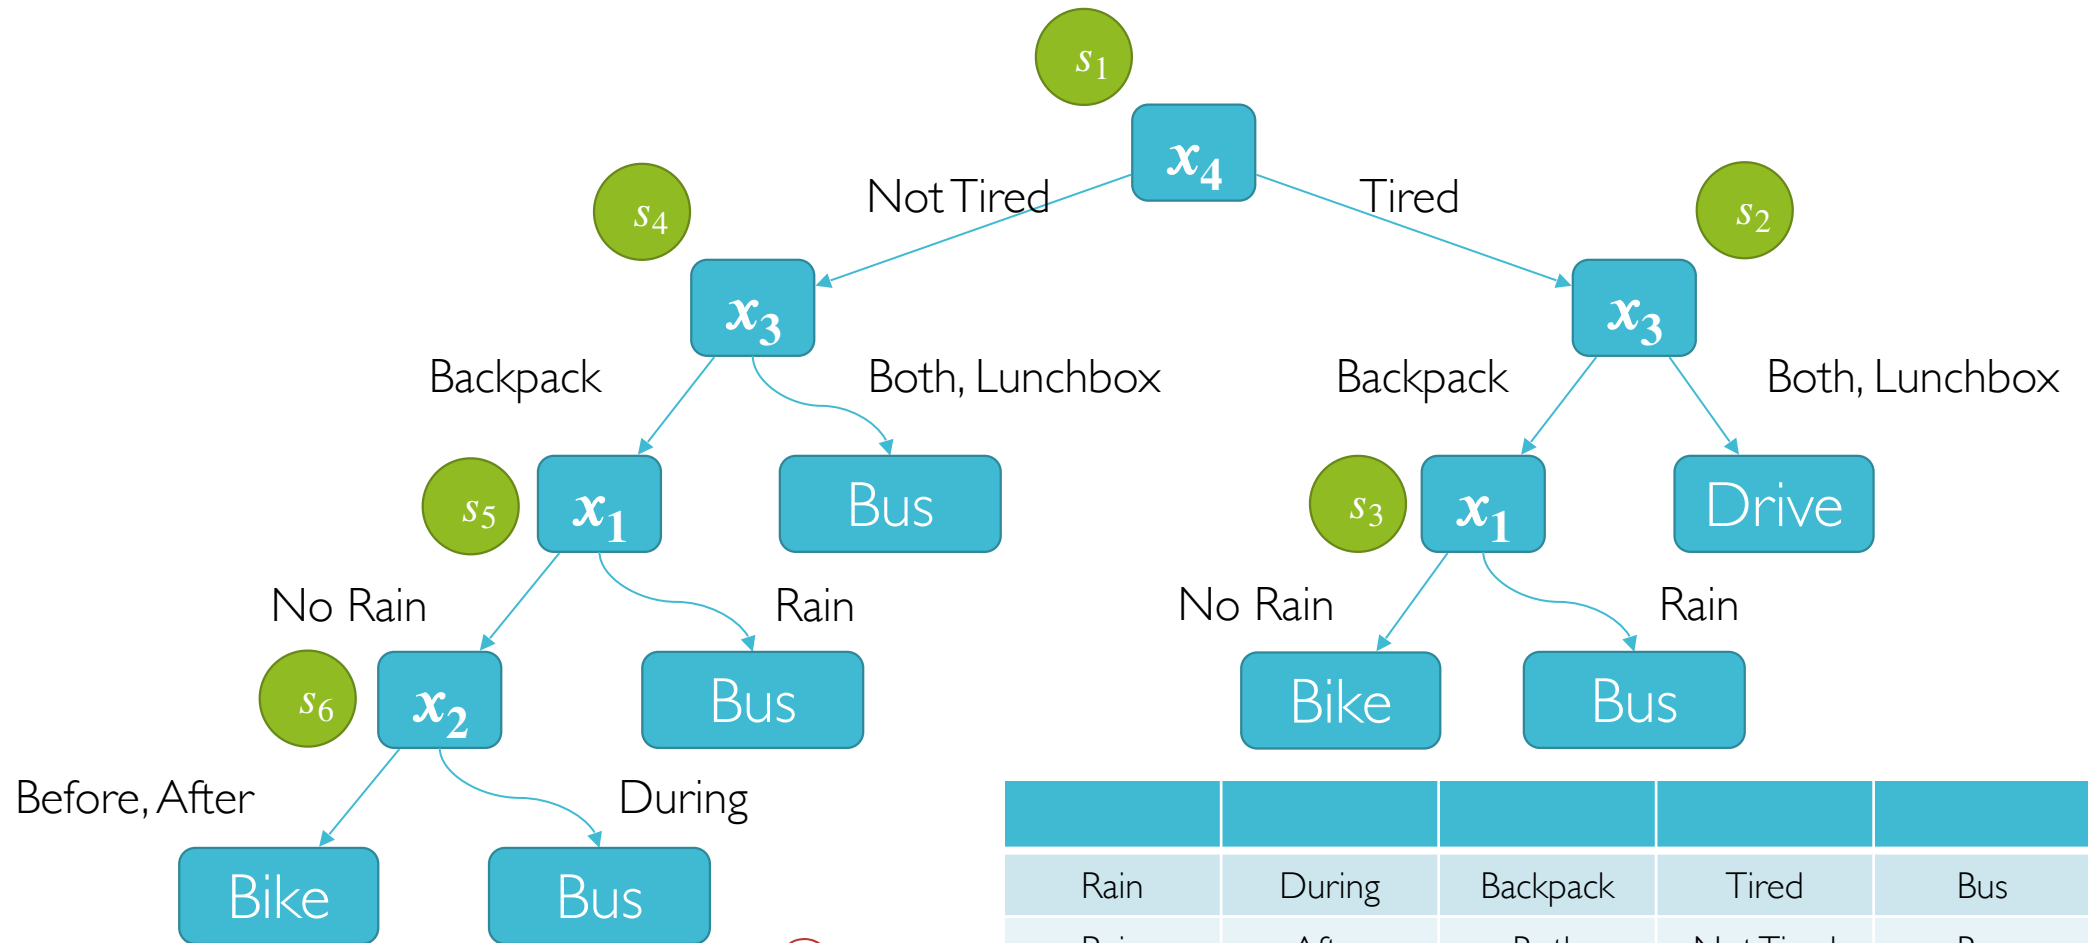 s1
x4
Not Tired
Tired
s4
s2
x3
x3
Backpack
Both, Lunchbox
Backpack
Both, Lunchbox
s5
x1
Bus
s3
x1
Drive
No Rain
Rain
No Rain
Rain
s6
x2
Bus
Bike
Bus
Before, After
During
Bike
Bus
Rain During Backpack Tired Bus